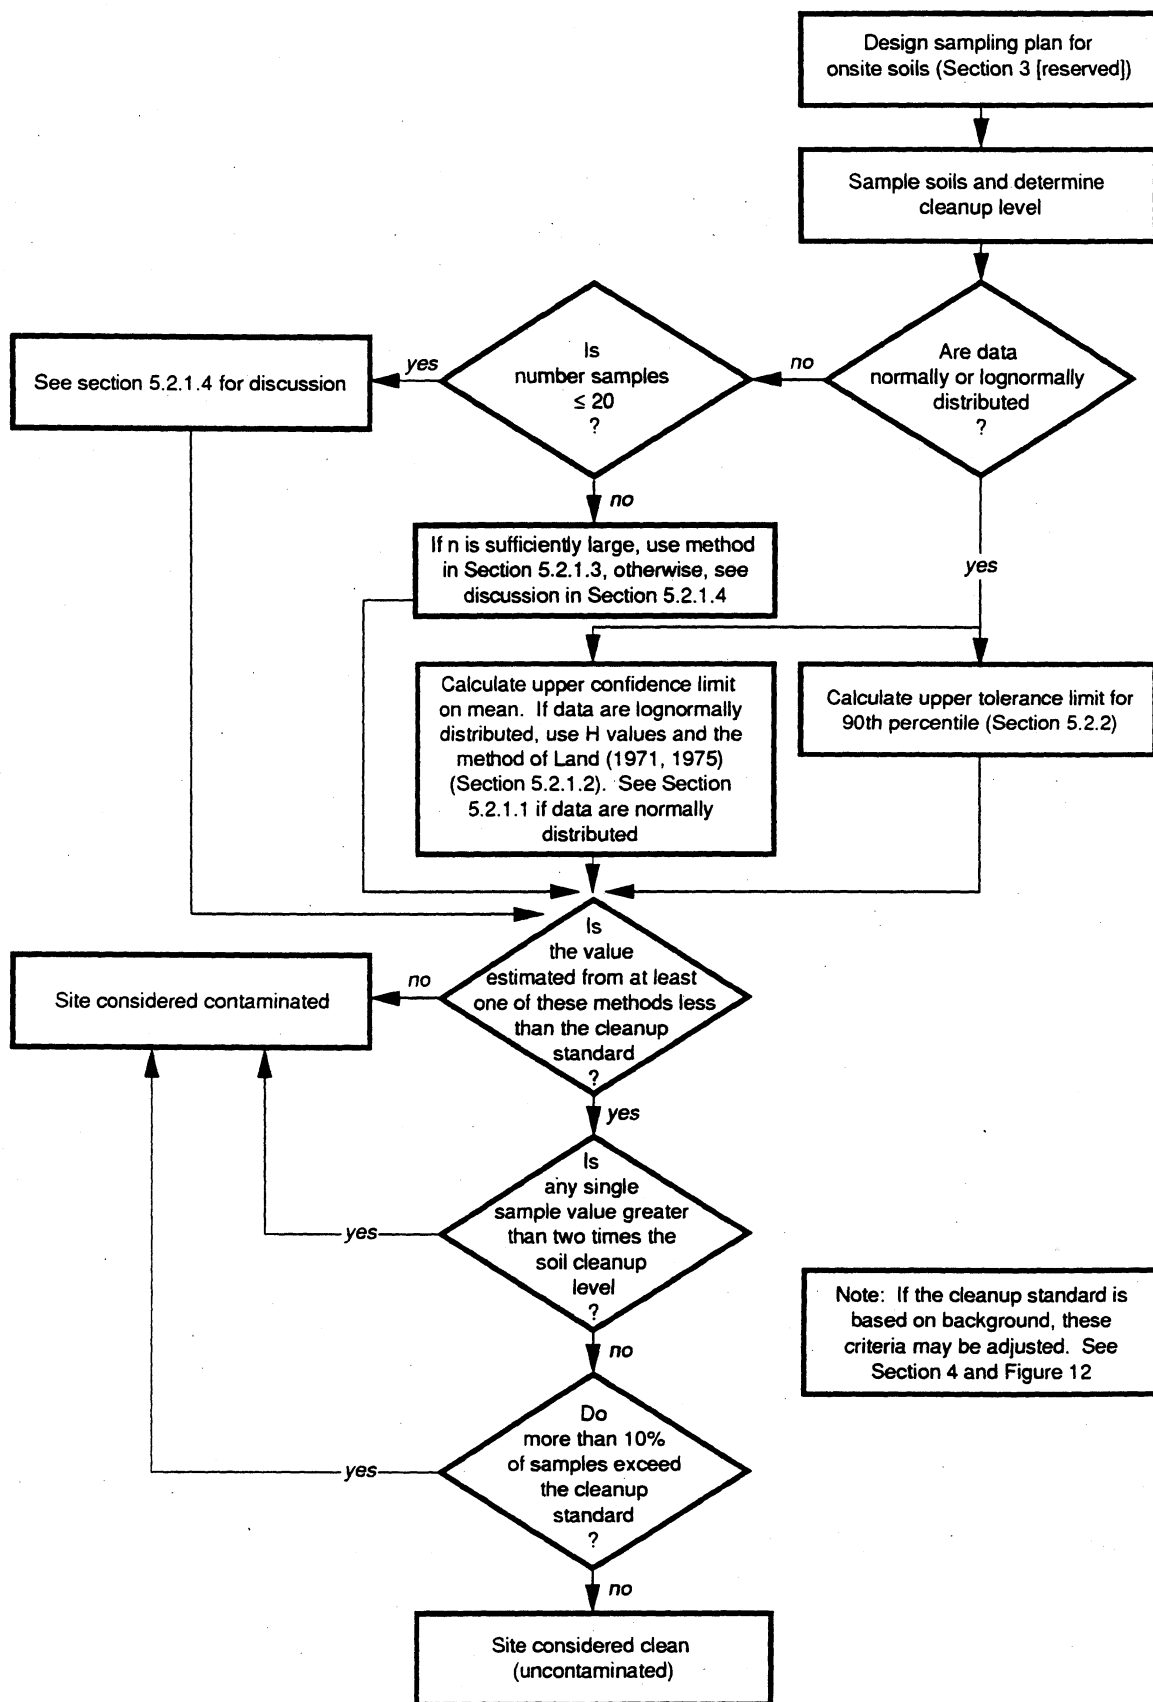 Design sampling plan for
onsite soils (Section 3 [reserved])
Sample soils and determine
cleanup level
Are data
normally or lognormally
distributed
?
no
Is
number samples
≤ 20
?
yes
See section 5.2.1.4 for discussion
no
If n is sufficiently large, use method
in Section 5.2.1.3, otherwise, see
discussion in Section 5.2.1.4
yes
Calculate upper confidence limit
on mean. If data are lognormally
distributed, use H values and the
method of Land (1971, 1975)
(Section 5.2.1.2). See Section
5.2.1.1 if data are normally
distributed
Calculate upper tolerance limit for
90th percentile (Section 5.2.2)
Is
the value
estimated from at least
one of these methods less
than the cleanup
standard
?
no
Site considered contaminated
yes
Is
any single
sample value greater
than two times the
soil cleanup
level
?
yes
no
Note: If the cleanup standard is
based on background, these
criteria may be adjusted. See
Section 4 and Figure 12
Do
more than 10%
of samples exceed
the cleanup
standard
?
yes
no
Site considered clean
(uncontaminated)